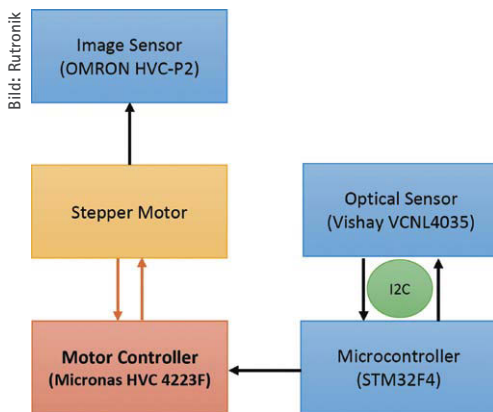 Bild: Rutronik
Image Sensor
(OMRON HVC-P2)
Stepper Motor
Optical Sensor
(Vishay VCNL4035)
I2C
Motor Controller
(Micronas HVC 4223F)
Microcontroller
(STM32F4)